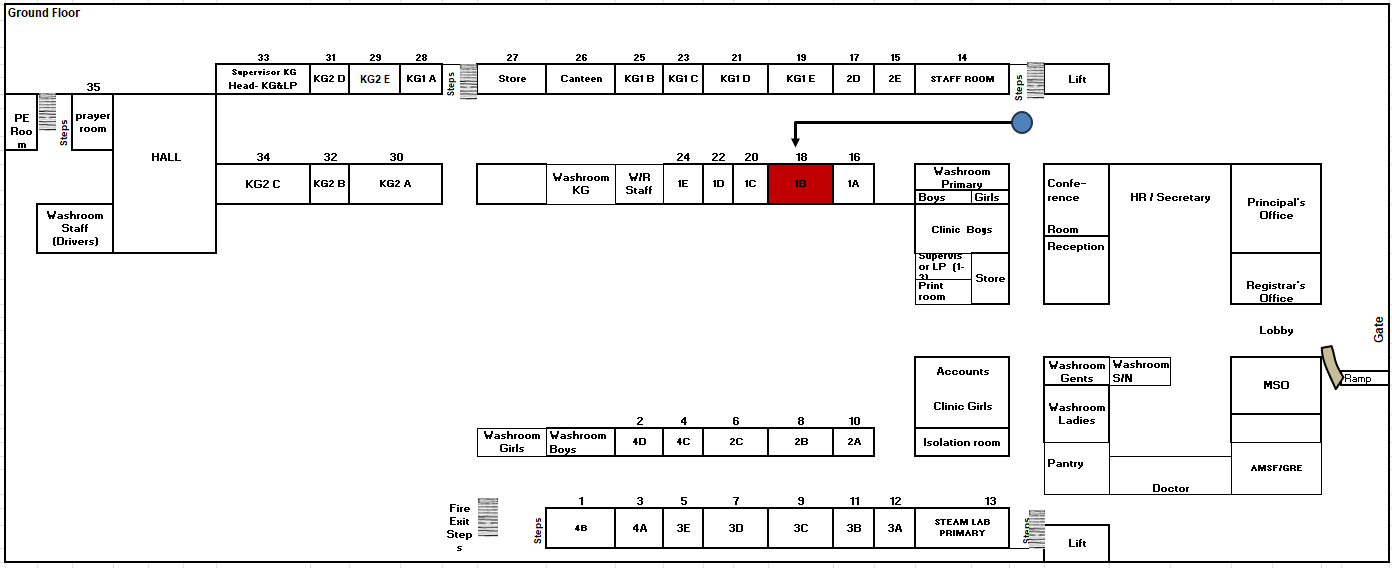 Ground Floor
33 31 29 28 27 26 25 23 21 19 17 15 14
Supervisor KG
Head- KG&LP
KG2 D
KG2 E
KG1 A
Steps
Store
Canteen
KG1 B
KG1 C
KG1 D
KG1 E
2D
2E
STAFF ROOM
Steps
Lift
35
PE
Roo
m
Steps
prayer
room
HALL
34 32 30 24 22 20 18 16
KG2 C
KG2 B
KG2 A
Washroom
KG
W/R
Staff
1E
1D
1C
1B
1A
Washroom
Primary
Boys
Girls
Confe-
rence
Room
HR / Secretary
Principal's
Office
Washroom
Staff
(Drivers)
Clinic Boys
Reception
Supervis
or LP (1-
3)
Store
Print
room
Registrar's
Office
Lobby
Gate
Ramp
Accounts
Clinic Girls
Isolation room
Washroom
Gents
Washroom
S/N
Washroom
Ladies
MSO
Pantry
Doctor
AMSF/GRE
2 4 6 8 10
Washroom
Girls
Washroom
Boys
4D
4C
2C
2B
2A
Fire
Exit
Step
s
Steps
1 3 5 7 9 11 12 13
4B
4A
3E
3D
3C
3B
3A
STEAM LAB
PRIMARY
Steps
Lift